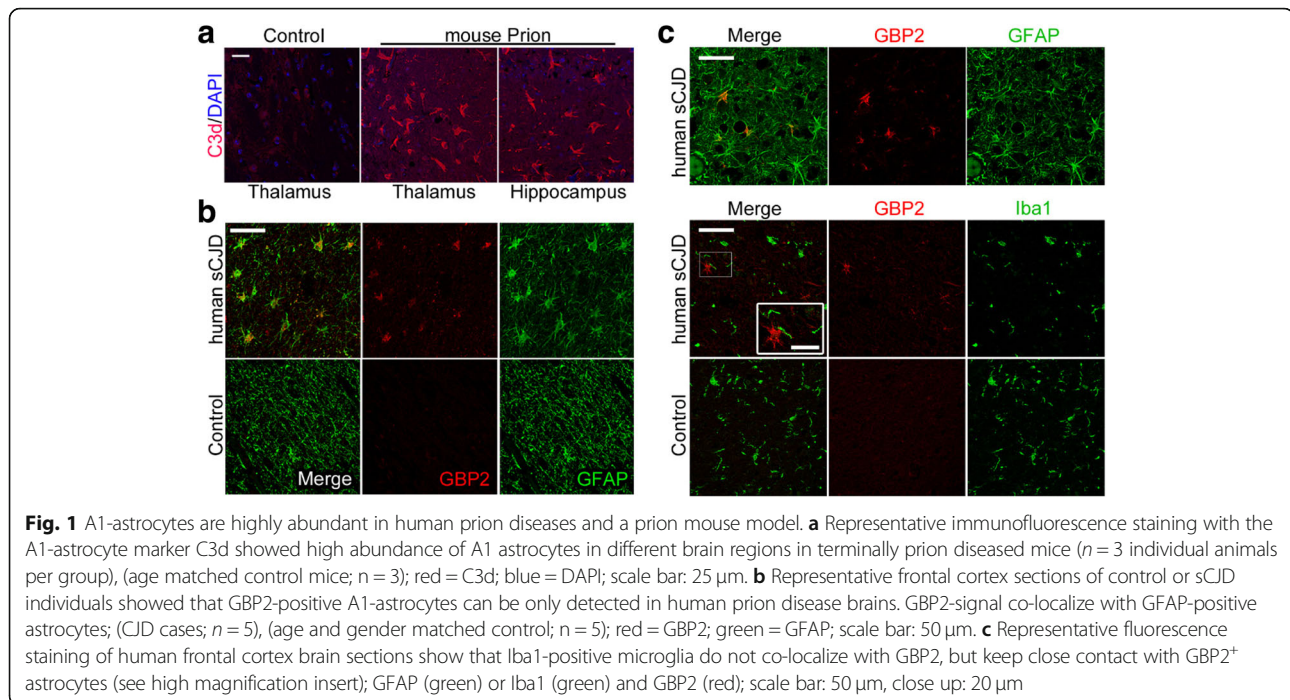 a
Control
mouse Prion
C3d/DAPI
Thalamus
Thalamus
Hippocampus
b
human sCJD
Control
Merge
GBP2
GFAP
c
Merge
GBP2
GFAP
human sCJD
Merge
GBP2
Iba1
human sCJD
Control
Fig. 1 A1-astrocytes are highly abundant in human prion diseases and a prion mouse model. a Representative immunofluorescence staining with the
A1-astrocyte marker C3d showed high abundance of A1 astrocytes in different brain regions in terminally prion diseased mice (n = 3 individual animals
per group), (age matched control mice; n = 3); red = C3d; blue = DAPI; scale bar: 25 μm. b Representative frontal cortex sections of control or sCJD
individuals showed that GBP2-positive A1-astrocytes can be only detected in human prion disease brains. GBP2-signal co-localize with GFAP-positive
astrocytes; (CJD cases; n = 5), (age and gender matched control; n = 5); red = GBP2; green = GFAP; scale bar: 50 μm. c Representative fluorescence
staining of human frontal cortex brain sections show that Iba1-positive microglia do not co-localize with GBP2, but keep close contact with GBP2⁺
astrocytes (see high magnification insert); GFAP (green) or Iba1 (green) and GBP2 (red); scale bar: 50 μm, close up: 20 μm